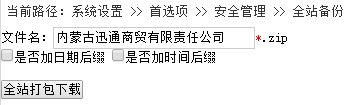 当前路径：系统设置 >> 首选项 >> 安全管理 >> 全站备份
文件名：内蒙古迅通商贸有限责任公司*.zip
是否加日期后缀 是否加时间后缀
全站打包下载